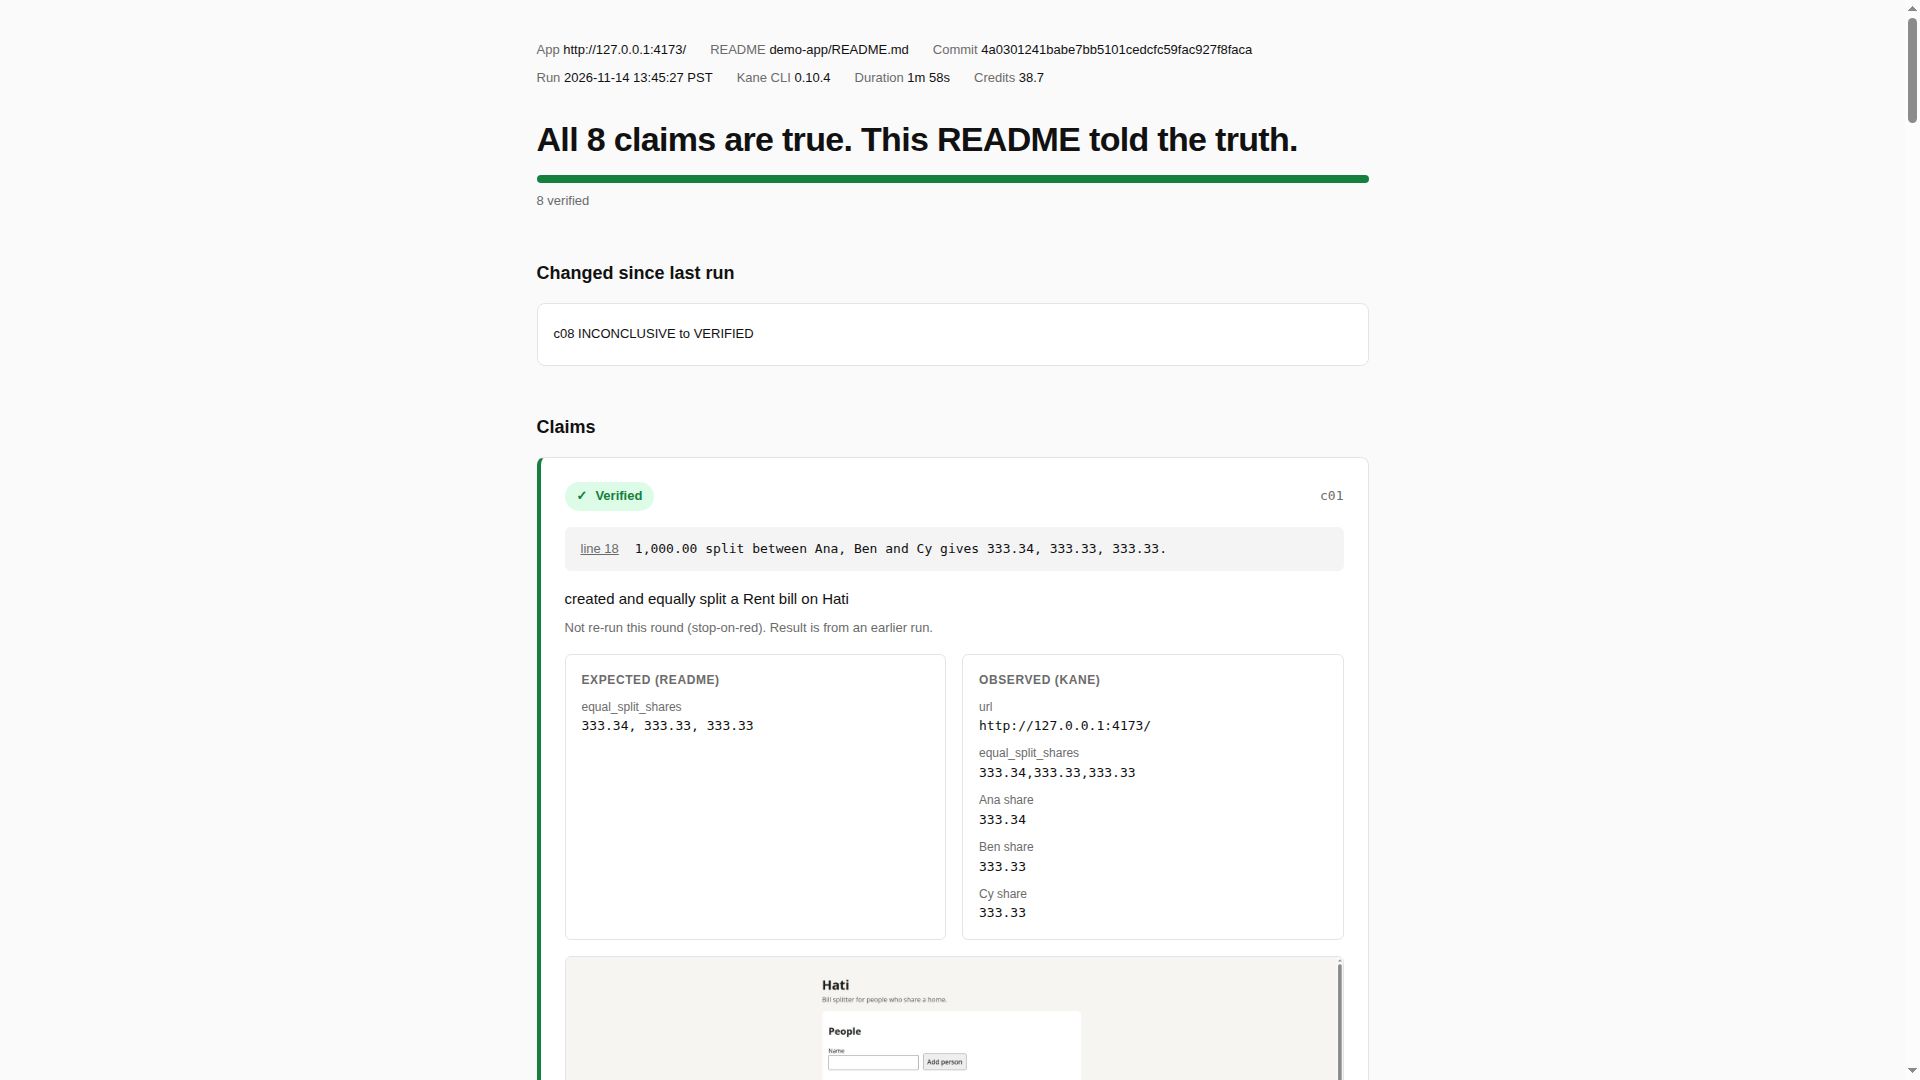 App http://127.0.0.1:4173/ README demo-app/README.md Commit 4a0301241babe7bb5101cedcfc59fac927f8faca
Run 2026-11-14 13:45:27 PST Kane CLI 0.10.4 Duration 1m 58s Credits 38.7
All 8 claims are true. This README told the truth.
8 verified
Changed since last run
c08 INCONCLUSIVE to VERIFIED
Claims
✓ Verified c01
line 18 1,000.00 split between Ana, Ben and Cy gives 333.34, 333.33, 333.33.
created and equally split a Rent bill on Hati
Not re-run this round (stop-on-red). Result is from an earlier run.
EXPECTED (README)
equal_split_shares
333.34, 333.33, 333.33
OBSERVED (KANE)
url
http://127.0.0.1:4173/
equal_split_shares
333.34,333.33,333.33
Ana share
333.34
Ben share
333.33
Cy share
333.33
Hati
Bill splitter for people who share a home.
People
Name
Add person